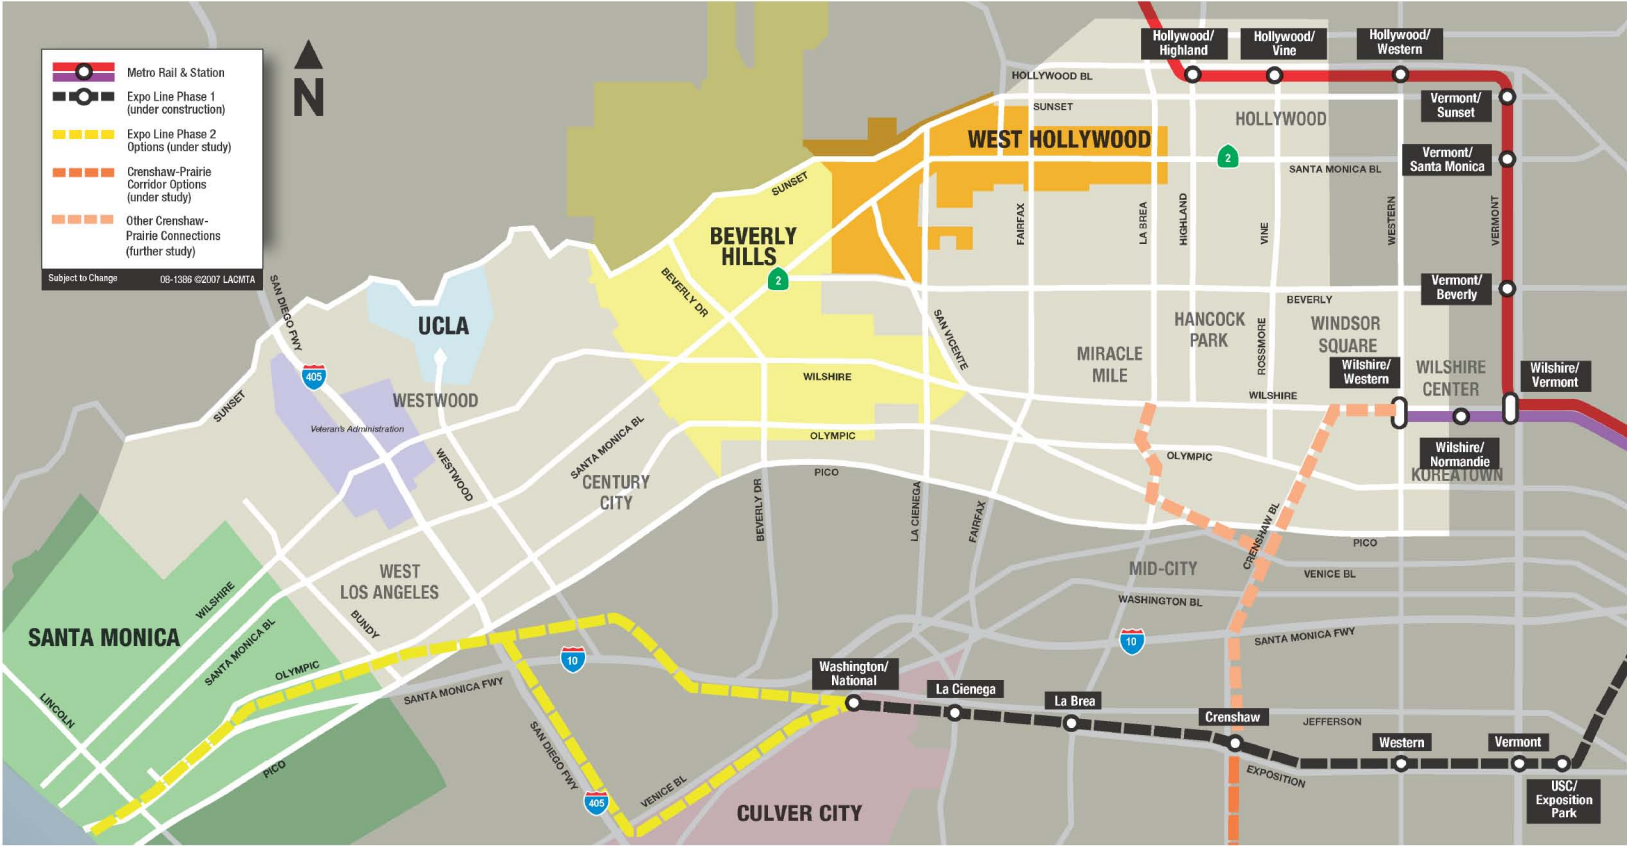 Metro Rail & Station
Expo Line Phase 1
(under construction)
Expo Line Phase 2
Options (under study)
Crenshaw-Prairie
Corridor Options
(under study)
Other Crenshaw-
Prairie Connections
(further study)
Subject to Change 08-1386 ©2007 LACMTA
N
Hollywood/
Highland
Hollywood/
Vine
Hollywood/
Western
HOLLYWOOD BL
SUNSET
Vermont/
Sunset
HOLLYWOOD
WEST HOLLYWOOD
2
Vermont/
Santa Monica
SANTA MONICA BL
SUNSET
FAIRFAX
LA BREA
HIGHLAND
VINE
WESTERN
VERMONT
BEVERLY
HILLS
2
BEVERLY DR
SAN DIEGO FWY
Vermont/
Beverly
BEVERLY
UCLA
SAN VICENTE
HANCOCK
PARK
ROSSMORE
WINDSOR
SQUARE
MIRACLE
MILE
405
WILSHIRE
Wilshire/
Western
WILSHIRE
CENTER
Wilshire/
Vermont
WILSHIRE
SUNSET
WESTWOOD
Veteran's Administration
SANTA MONICA BL
OLYMPIC
OLYMPIC
Wilshire/
Normandie
KOREATOWN
WESTWOOD
CENTURY
CITY
PICO
BEVERLY DR
LA CIENEGA
FAIRFAX
CRENSHAW BL
PICO
MID-CITY
VENICE BL
WEST
LOS ANGELES
WILSHIRE
WASHINGTON BL
BUNDY
SANTA MONICA
SANTA MONICA BL
10
SANTA MONICA FWY
10
OLYMPIC
SANTA MONICA FWY
Washington/
National
La Cienega
La Brea
Crenshaw
JEFFERSON
LINCOLN
SAN DIEGO FWY
Western
Vermont
PICO
EXPOSITION
VENICE BL
405
CULVER CITY
USC/
Exposition
Park